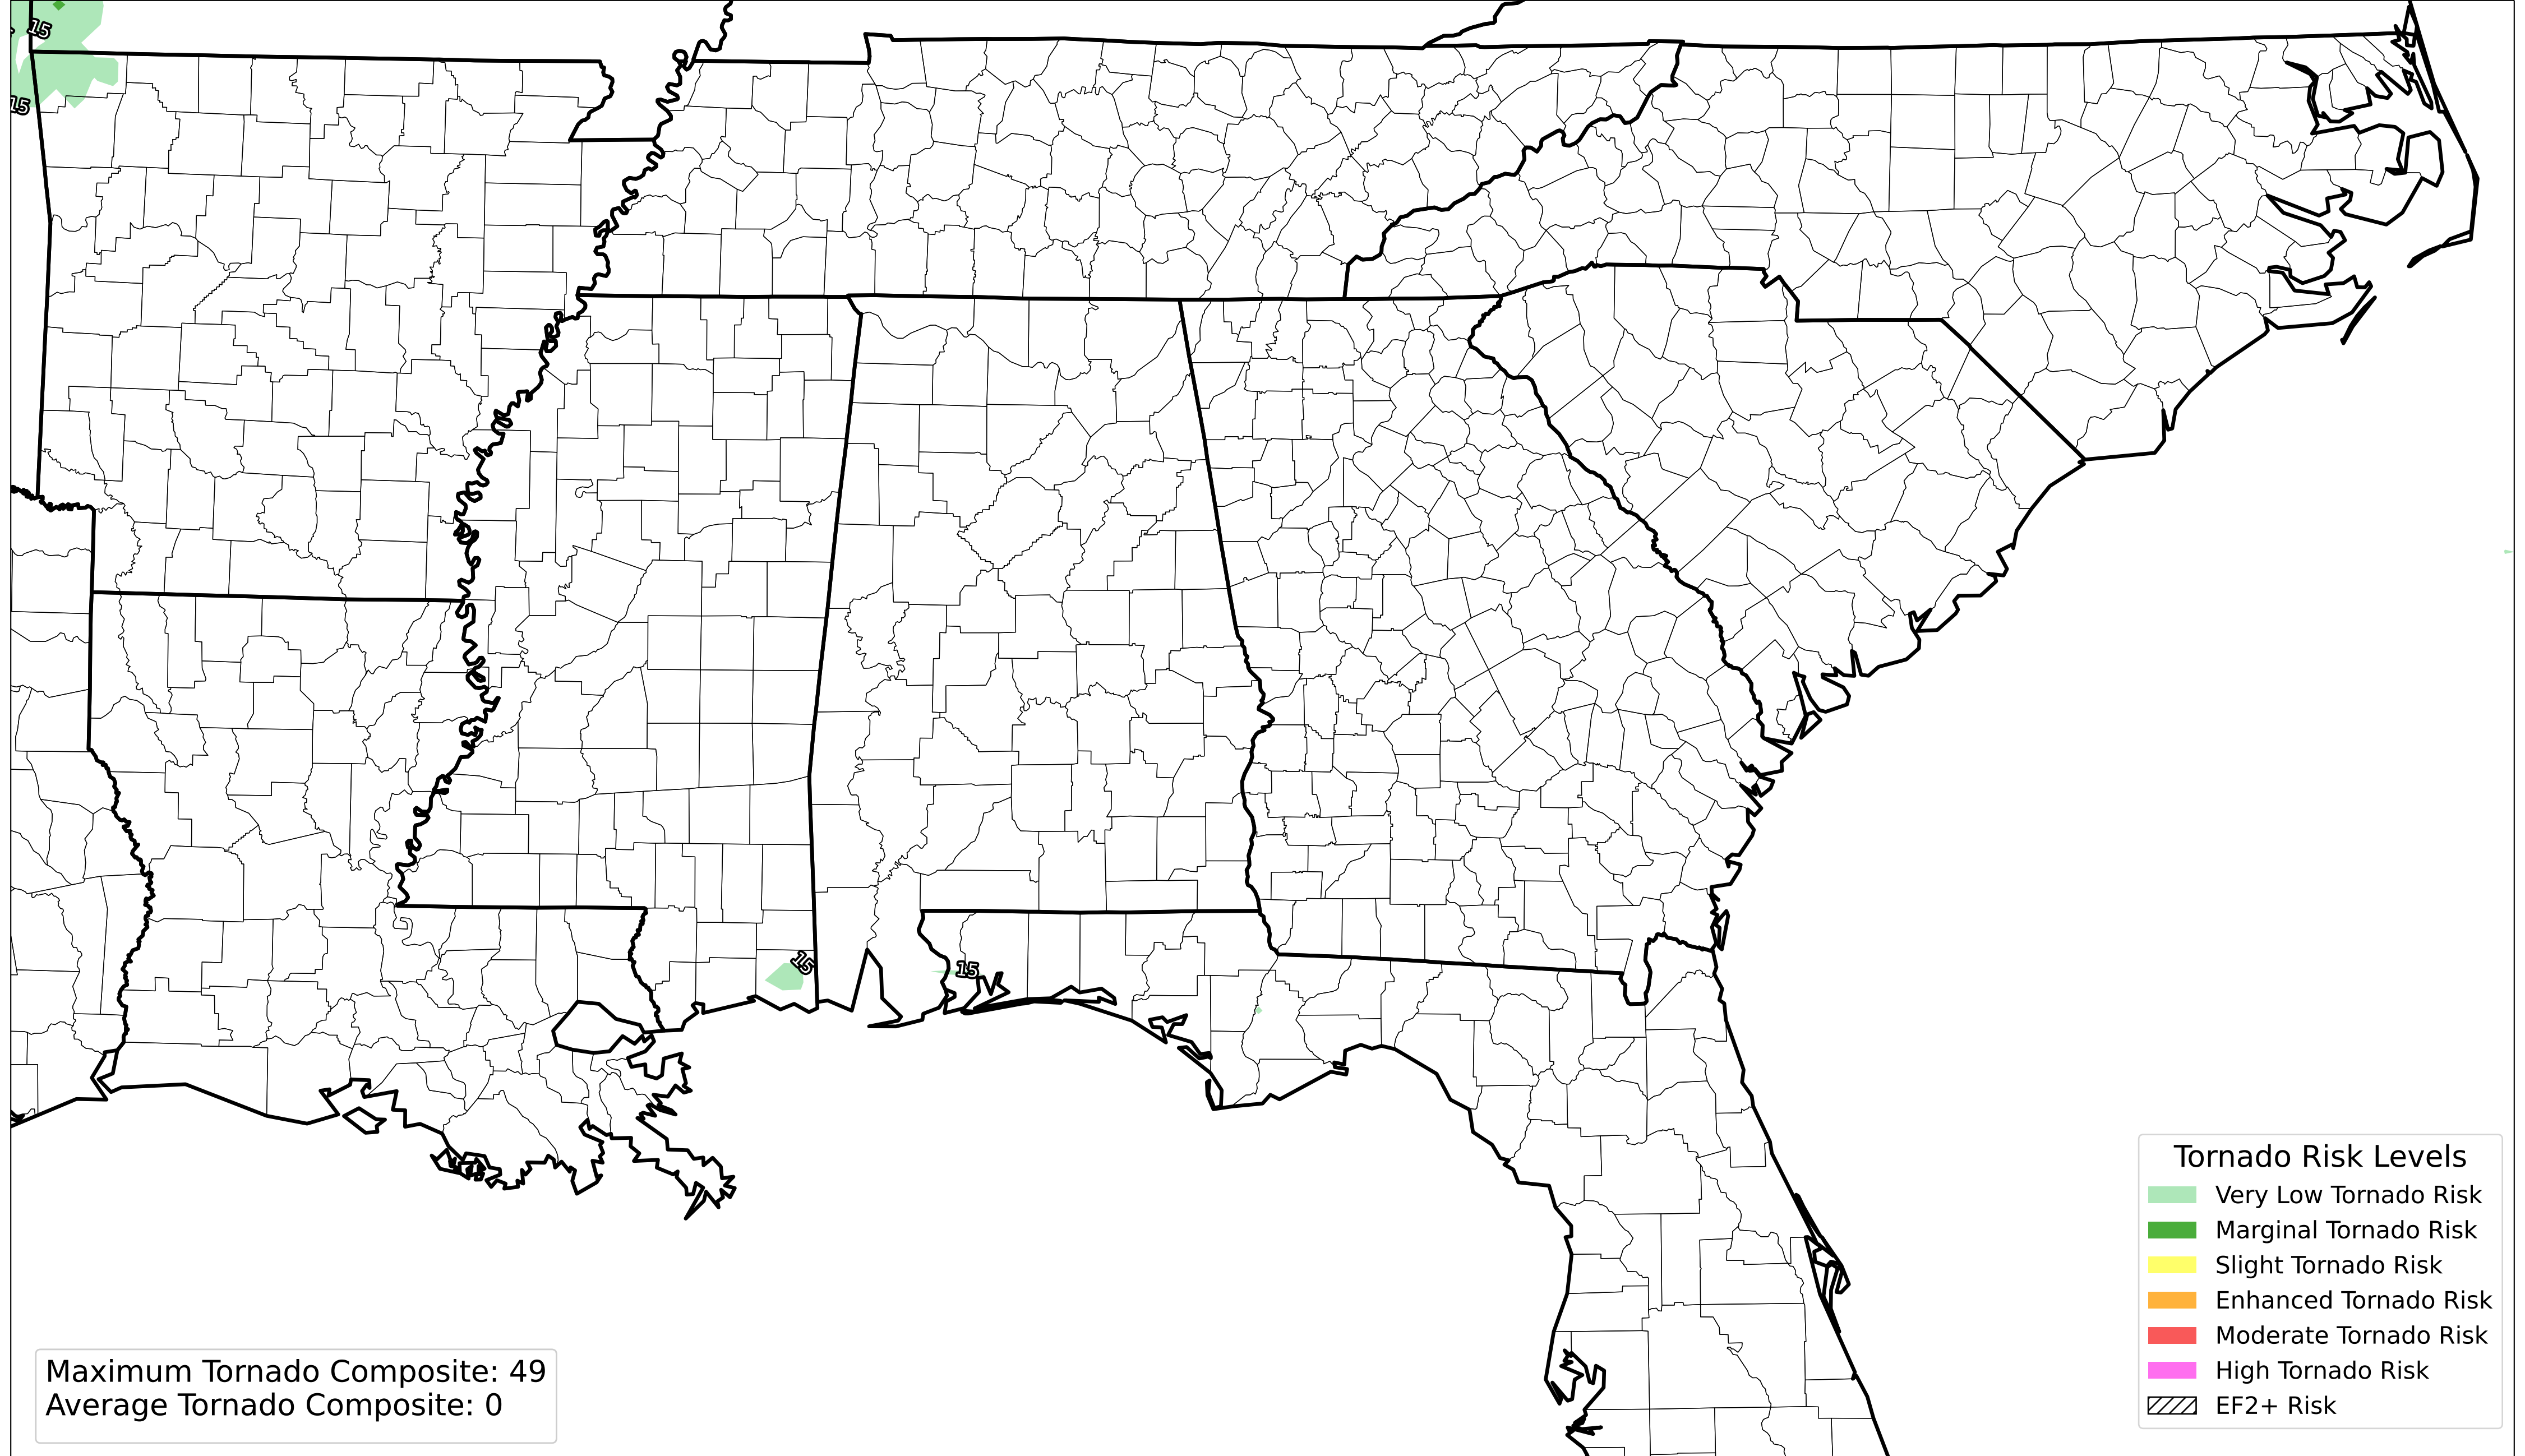 15
15
15
15
Tornado Risk Levels
Very Low Tornado Risk
Marginal Tornado Risk
Slight Tornado Risk
Enhanced Tornado Risk
Moderate Tornado Risk
High Tornado Risk
EF2+ Risk
Maximum Tornado Composite: 49
Average Tornado Composite: 0